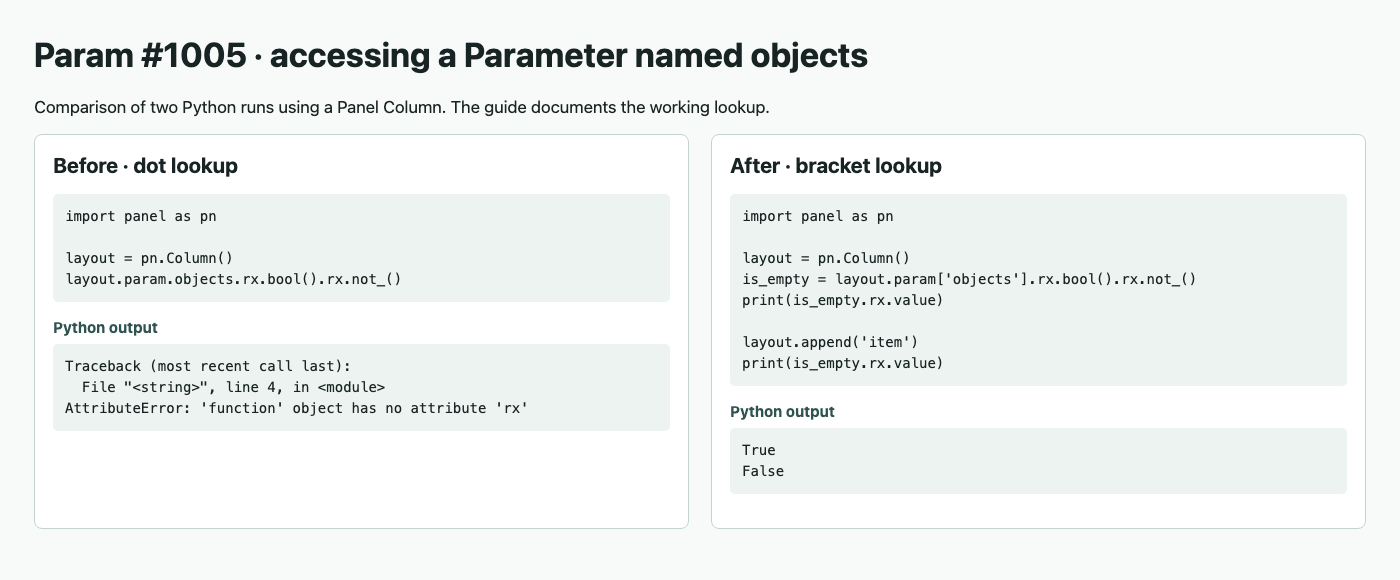 Param #1005 · accessing a Parameter named objects
Comparison of two Python runs using a Panel Column. The guide documents the working lookup.
Before · dot lookup
import panel as pn
layout = pn.Column()
layout.param.objects.rx.bool().rx.not_()
Python output
Traceback (most recent call last):
  File "<string>", line 4, in <module>
AttributeError: 'function' object has no attribute 'rx'
After · bracket lookup
import panel as pn
layout = pn.Column()
is_empty = layout.param['objects'].rx.bool().rx.not_()
print(is_empty.rx.value)
layout.append('item')
print(is_empty.rx.value)
Python output
True
False